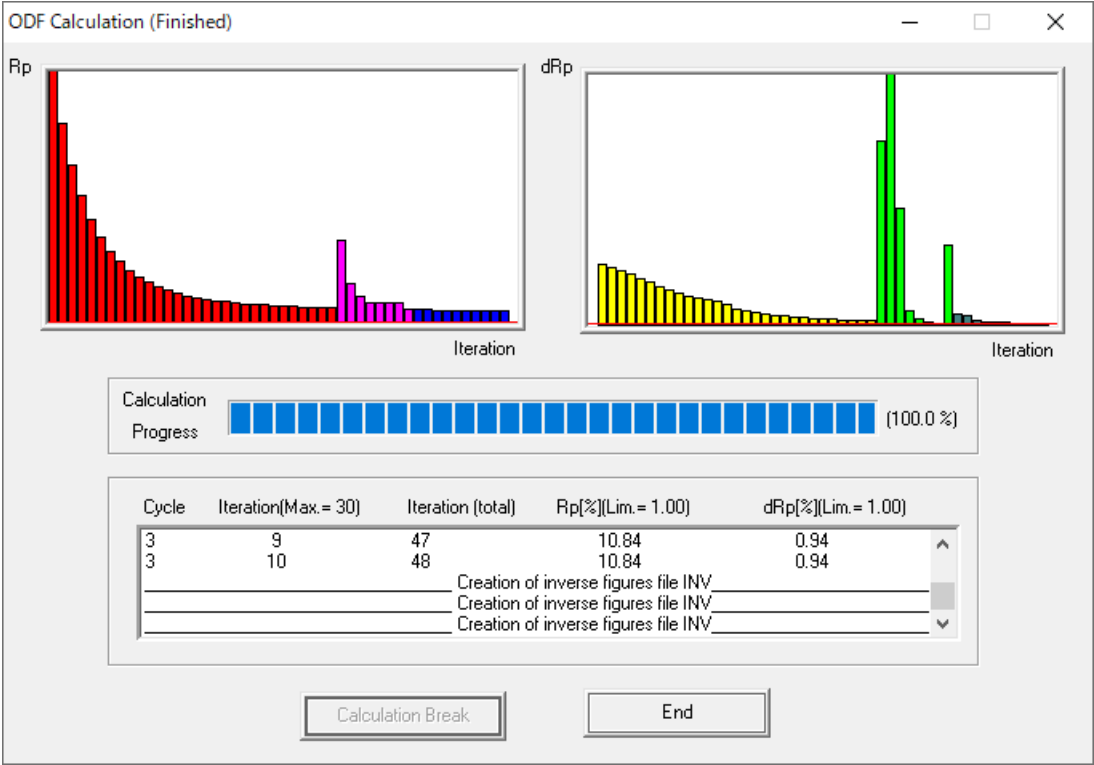 ODF Calculation (Finished)
Rp
dRp
Iteration
Iteration
Calculation
Progress
(100.0 %)
Cycle Iteration(Max.= 30) Iteration (total) Rp[%](Lim.= 1.00) dRp[%](Lim.= 1.00)
3 9 47 10.84 0.94
3 10 48 10.84 0.94
Creation of inverse figures file INV
Creation of inverse figures file INV
Creation of inverse figures file INV
Calculation Break
End